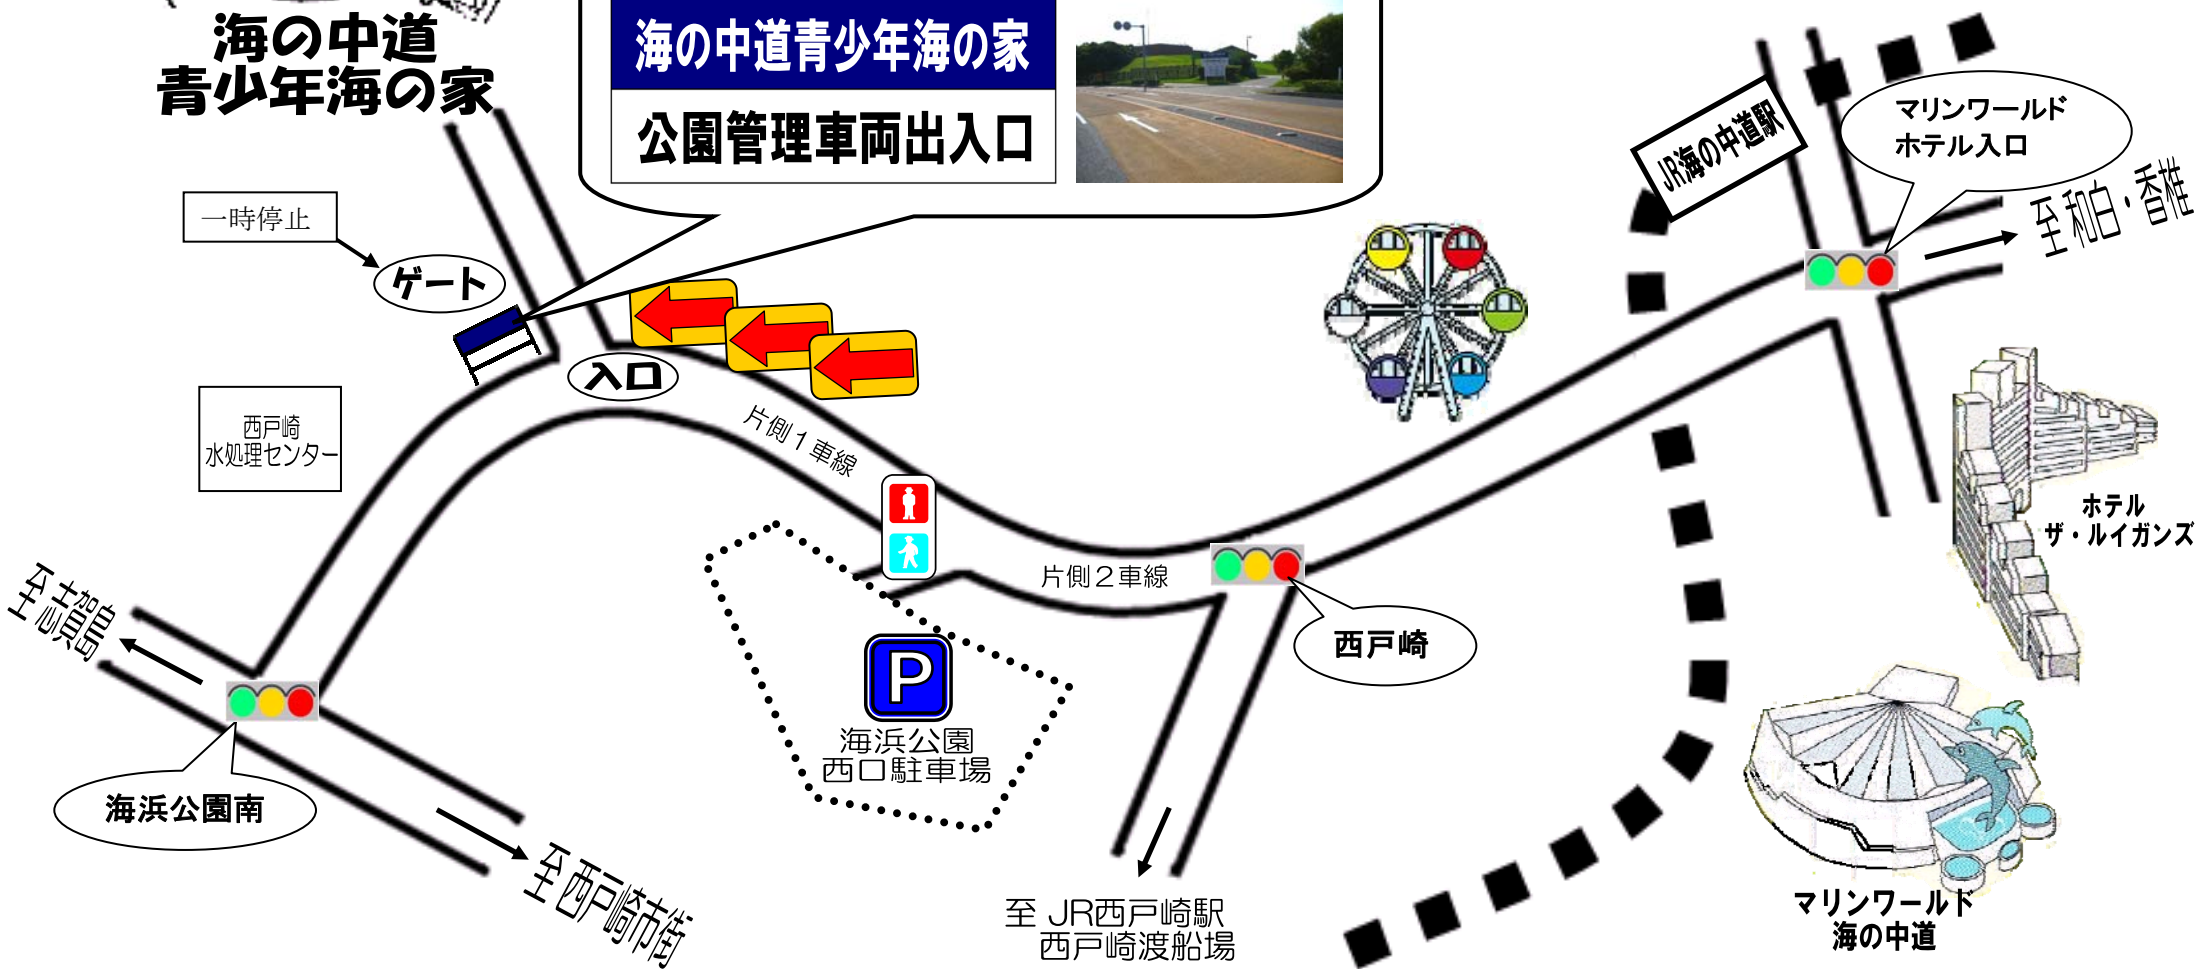 海の中道
青少年海の家
海の中道青少年海の家
公園管理車両出入口
JR海の中道駅
マリンワールド
ホテル入口
至 和白・香椎
一時停止
ゲート
入口
西戸崎
水処理センター
片側１車線
片側２車線
ホテル
ザ・ルイガンズ
至 志賀島
西戸崎
P
海浜公園
西口駐車場
海浜公園南
至 西戸崎市街
至 JR西戸崎駅
西戸崎渡船場
マリンワールド
海の中道